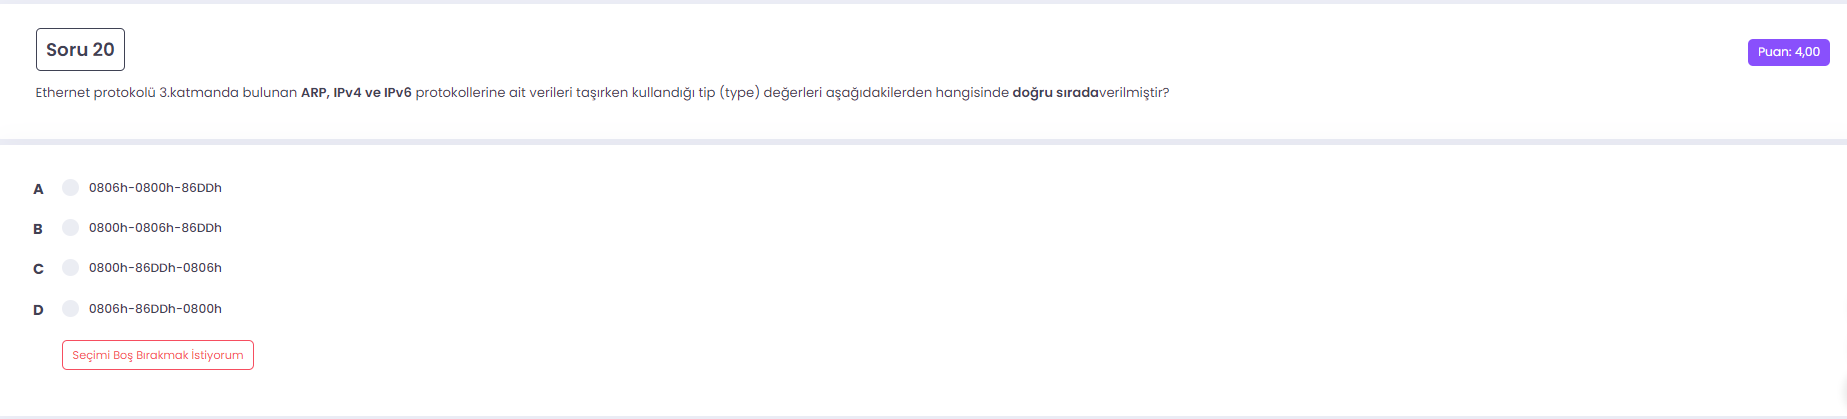 Soru 20
Puan: 4,00
Ethernet protokolü 3.katmanda bulunan ARP, IPv4 ve IPv6 protokollerine ait verileri taşırken kullandığı tip (type) değerleri aşağıdakilerden hangisinde doğru sıradaverilmiştir?
A 0806h-0800h-86DDh
B 0800h-0806h-86DDh
C 0800h-86DDh-0806h
D 0806h-86DDh-0800h
Seçimi Boş Bırakmak İstiyorum